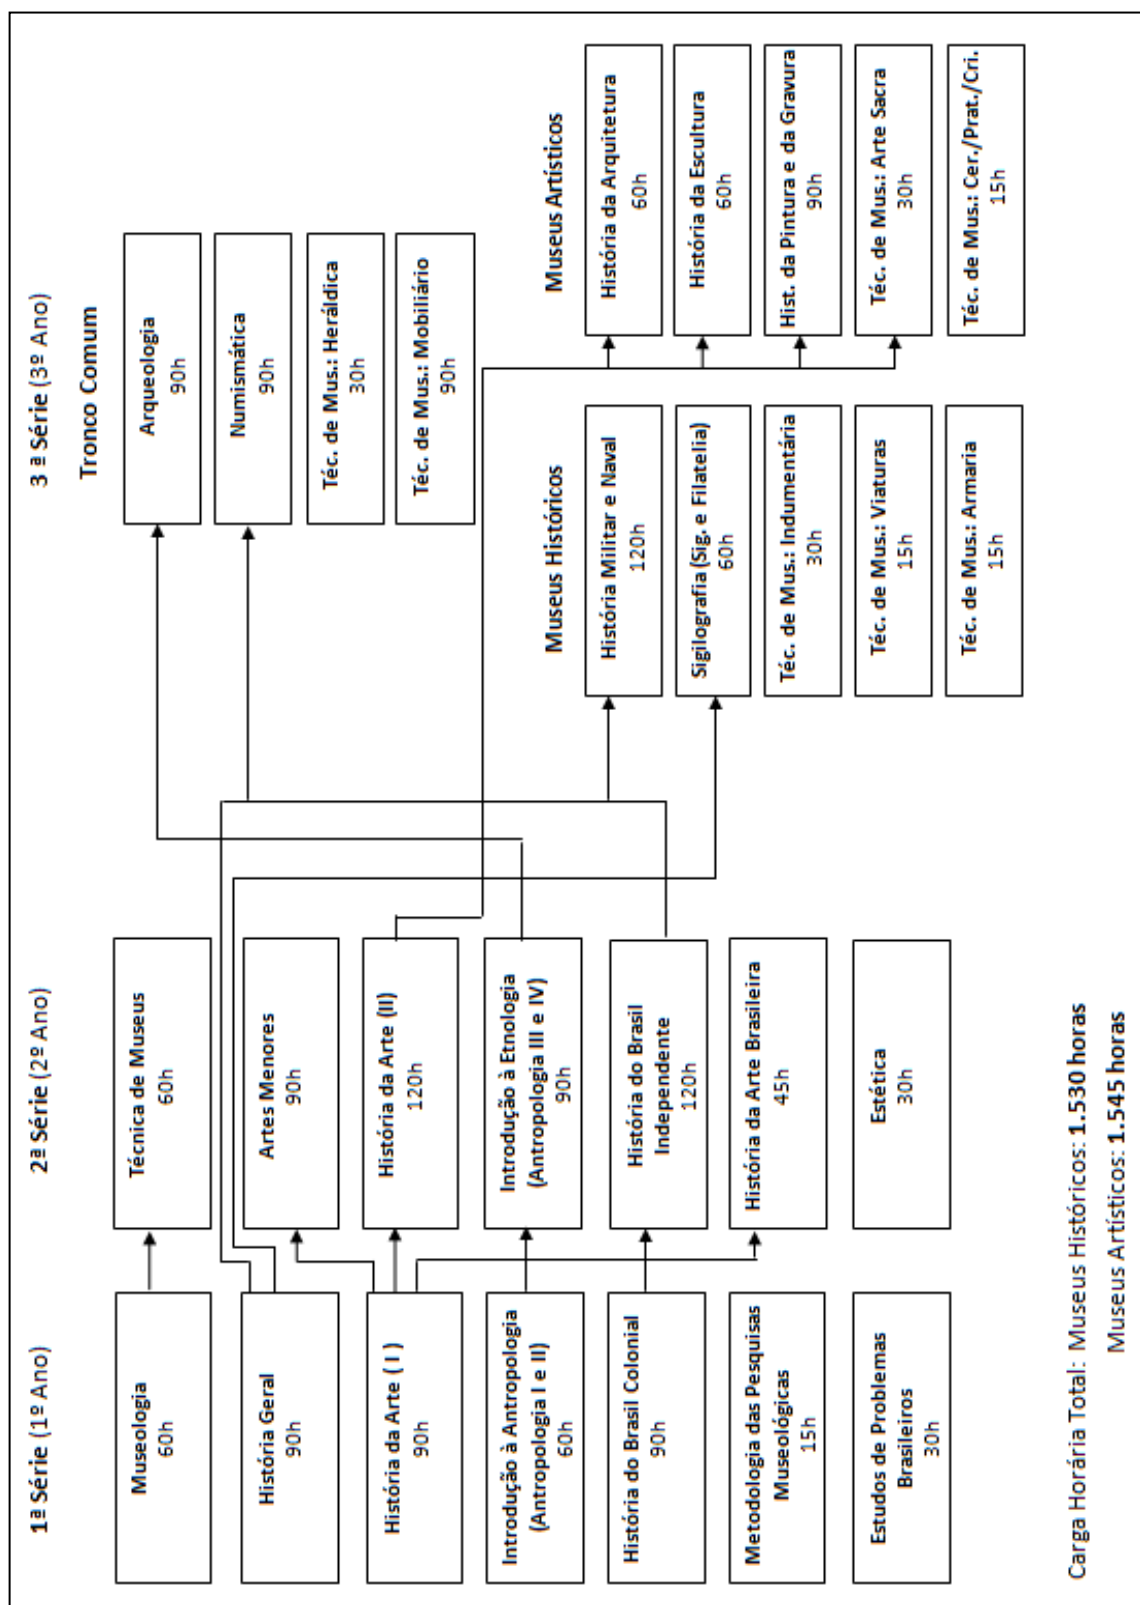 1ª Série (1º Ano)
Museologia
60h
História Geral
90h
História da Arte ( I )
90h
Introdução à Antropologia
(Antropologia I e II)
60h
História do Brasil Colonial
90h
Metodologia das Pesquisas
Museológicas
15h
Estudos de Problemas
Brasileiros
30h
2ª Série (2º Ano)
Técnica de Museus
60h
Artes Menores
90h
História da Arte (II)
120h
Introdução à Etnologia
(Antropologia III e IV)
90h
História do Brasil
Independente
120h
História da Arte Brasileira
45h
Estética
30h
3 ª Série (3º Ano)
Tronco Comum
Arqueologia
90h
Numismática
90h
Téc. de Mus.: Heráldica
30h
Téc. de Mus.: Mobiliário
90h
Museus Históricos
História Militar e Naval
120h
Sigilografia (Sig. e Filatelia)
60h
Téc. de Mus.: Indumentária
30h
Téc. de Mus.: Viaturas
15h
Téc. de Mus.: Armaria
15h
Museus Artísticos
História da Arquitetura
60h
História da Escultura
60h
Hist. da Pintura e da Gravura
90h
Téc. de Mus.: Arte Sacra
30h
Téc. de Mus.: Cer./Prat./Cri.
15h
Carga Horária Total: Museus Históricos: 1.530 horas
Museus Artísticos: 1.545 horas